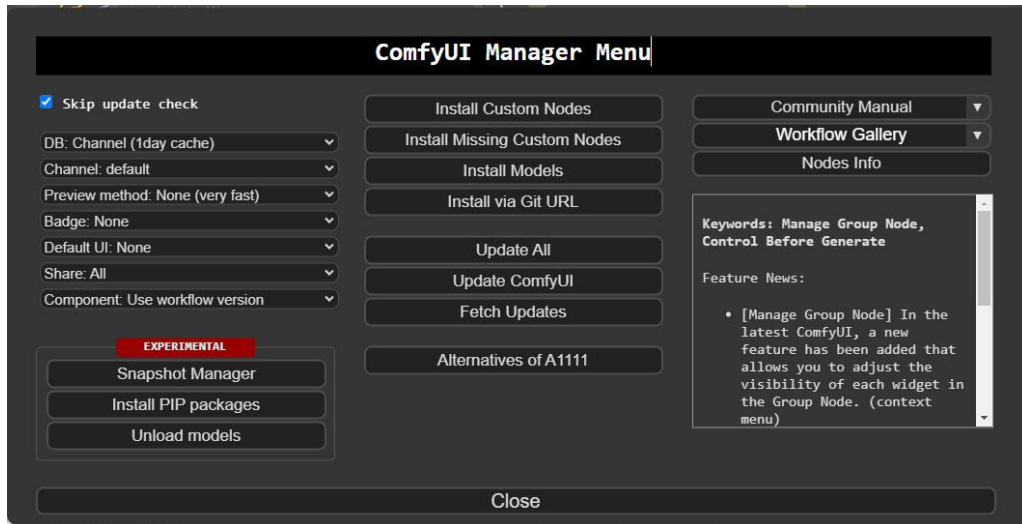 ComfyUI Manager Menu
Skip update check
DB: Channel (1day cache)
Channel: default
Preview method: None (very fast)
Badge: None
Default UI: None
Share: All
Component: Use workflow version
EXPERIMENTAL
Snapshot Manager
Install PIP packages
Unload models
Install Custom Nodes
Install Missing Custom Nodes
Install Models
Install via Git URL
Update All
Update ComfyUI
Fetch Updates
Alternatives of A1111
Community Manual
Workflow Gallery
Nodes Info
Keywords: Manage Group Node,
Control Before Generate
Feature News:
• [Manage Group Node] In the
latest ComfyUI, a new
feature has been added that
allows you to adjust the
visibility of each widget in
the Group Node. (context
menu)
Close